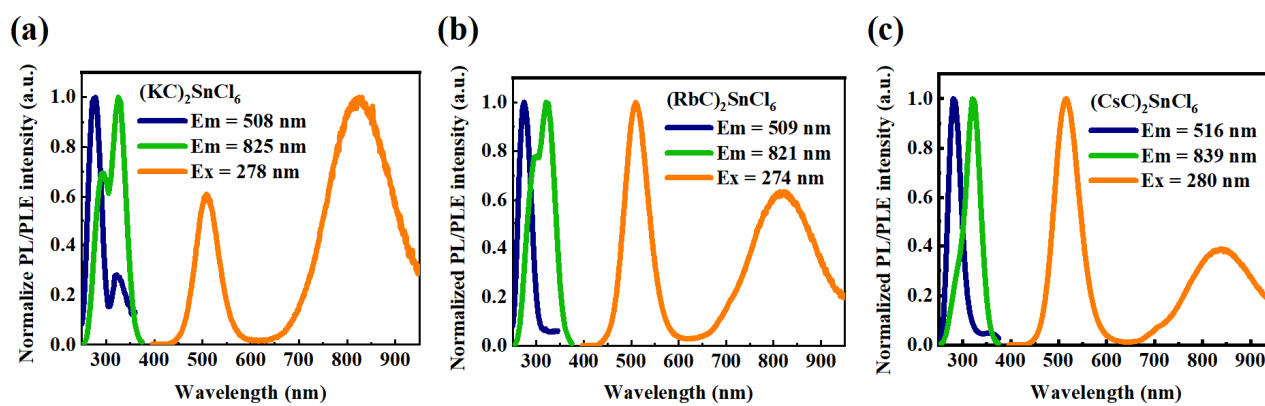 (a)
Normalize PL/PLE intensity (a.u.)
1.0
0.8
0.6
0.4
0.2
0.0
(KC)₂SnCl₆
Em = 508 nm
Em = 825 nm
Ex = 278 nm
300 400 500 600 700 800 900
Wavelength (nm)
(b)
Normalized PL/PLE intensity (a.u.)
1.0
0.8
0.6
0.4
0.2
0.0
(RbC)₂SnCl₆
Em = 509 nm
Em = 821 nm
Ex = 274 nm
300 400 500 600 700 800 900
Wavelength (nm)
(c)
Normalized PL/PLE intensity (a.u.)
1.0
0.8
0.6
0.4
0.2
0.0
(CsC)₂SnCl₆
Em = 516 nm
Em = 839 nm
Ex = 280 nm
300 400 500 600 700 800 900
Wavelength (nm)